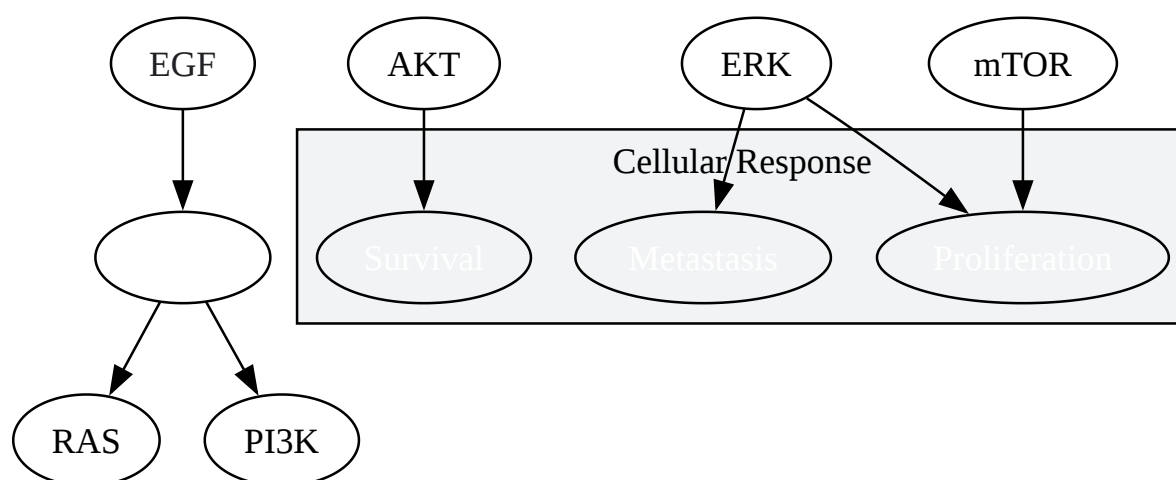 EGF
AKT
ERK
mTOR
Cellular Response
Survival
Metastasis
Proliferation
RAS
PI3K